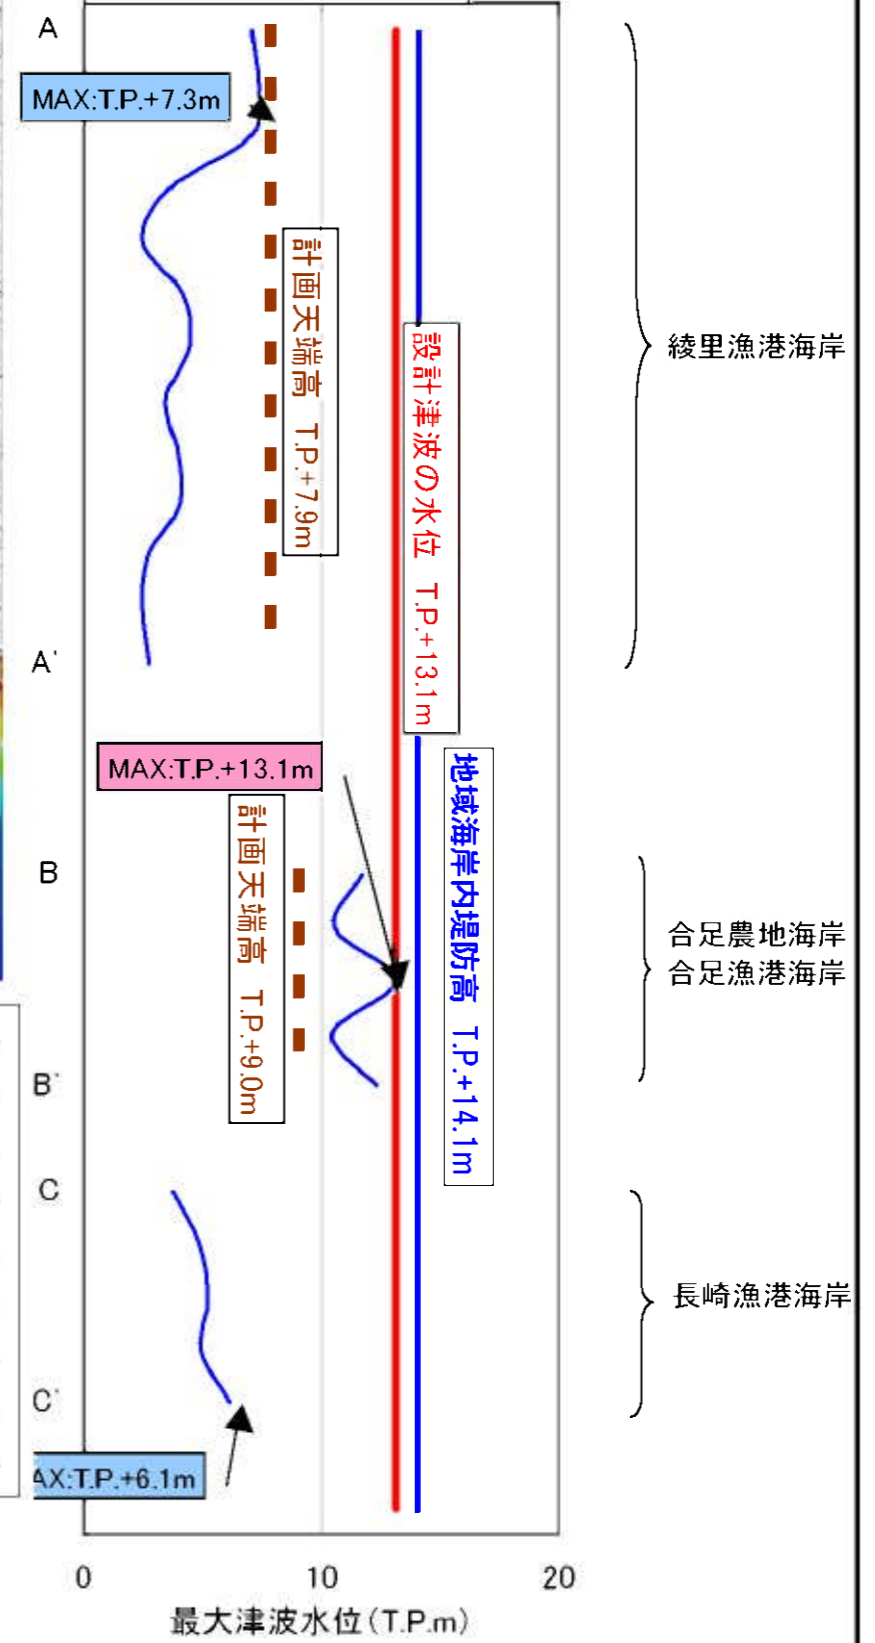 A
MAX:T.P.+7.3m
計画天端高 T.P.+7.9m
設計津波の水位 T.P.+13.1m
綾里漁港海岸
A'
MAX:T.P.+13.1m
計画天端高 T.P.+9.0m
地域海岸内堤防高 T.P.+14.1m
B
合足農地海岸
合足漁港海岸
B'
C
長崎漁港海岸
C'
AX:T.P.+6.1m
0 10 20
最大津波水位(T.P.m)